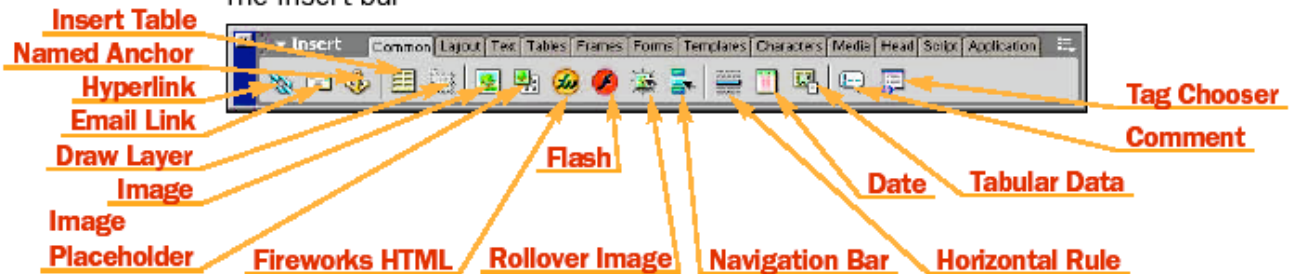 The Insert bar
Insert Table
Insert Common Layout Text Tables Frames Forms Templates Characters Media Head Script Application
Named Anchor
Hyperlink
Tag Chooser
Email Link
Comment
Draw Layer
Flash
Image
Date
Tabular Data
Image
Placeholder
Fireworks HTML
Rollover Image
Navigation Bar
Horizontal Rule